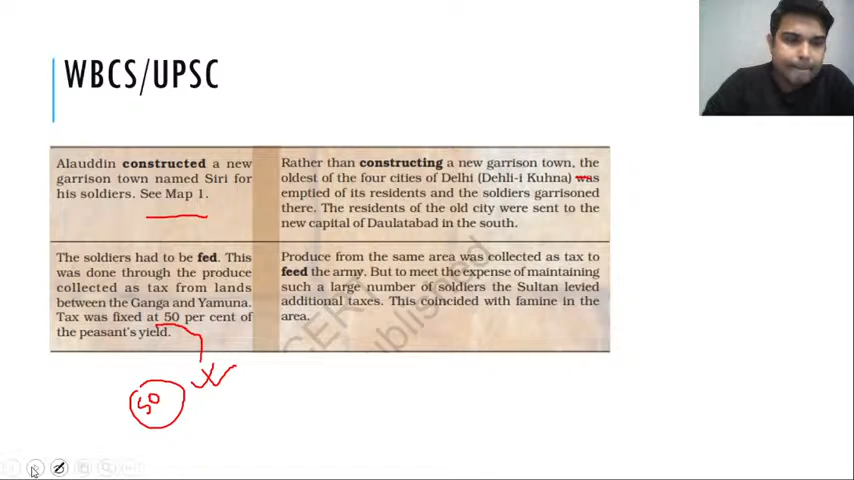 WBCS/UPSC
Alauddin constructed a new
garrison town named Siri for
his soldiers. See Map 1.
Rather than constructing a new garrison town, the
oldest of the four cities of Delhi (Dehli-i Kuhna) was
emptied of its residents and the soldiers garrisoned
there. The residents of the old city were sent to the
new capital of Daulatabad in the south.
The soldiers had to be fed. This
was done through the produce
collected as tax from lands
between the Ganga and Yamuna.
Tax was fixed at 50 per cent of
the peasant's yield.
Produce from the same area was collected as tax to
feed the army. But to meet the expense of maintaining
such a large number of soldiers the Sultan levied
additional taxes. This coincided with famine in the
area.
NCERT
published
50